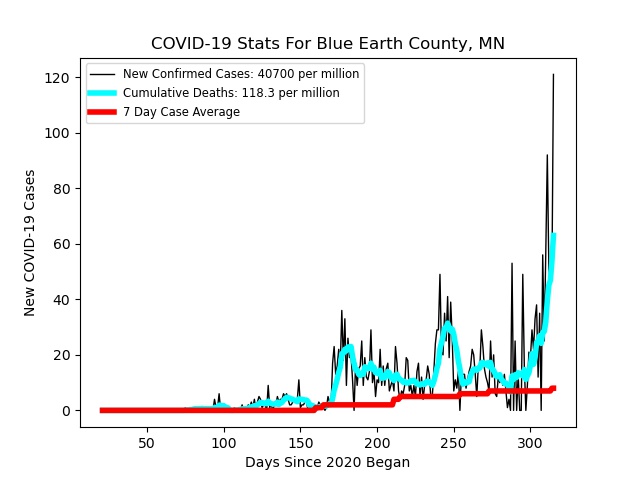 COVID-19 Stats For Blue Earth County, MN
New Confirmed Cases: 40700 per million
Cumulative Deaths: 118.3 per million
7 Day Case Average
New COVID-19 Cases
120
100
80
60
40
20
0
50 100 150 200 250 300
Days Since 2020 Began